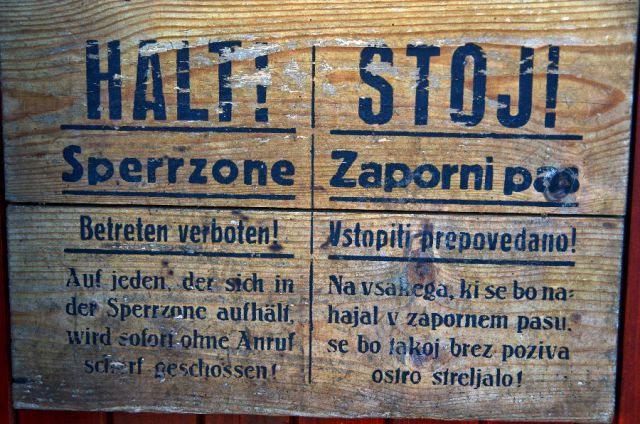 HALT!
Sperrzone
Betreten verboten!
Auf jeden, der sich in
der Sperrzone aufhält,
wird sofort ohne Anruf
scharf geschossen!
STOJ!
Zaporni pas
Vstopiti prepovedano!
Na vsakega, ki se bo na-
hajal v zapornem pasu,
se bo takoj brez poziva
ostro streljalo!